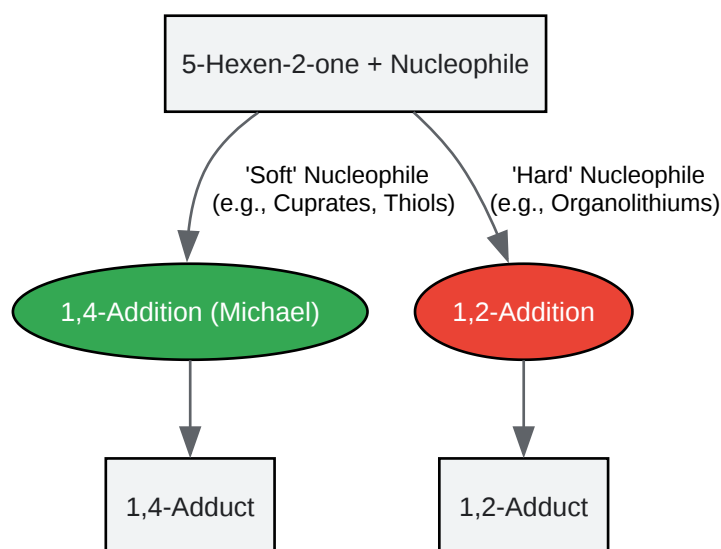 5-Hexen-2-one + Nucleophile
'Soft' Nucleophile
(e.g., Cuprates, Thiols)
'Hard' Nucleophile
(e.g., Organolithiums)
1,4-Addition (Michael)
1,2-Addition
1,4-Adduct
1,2-Adduct